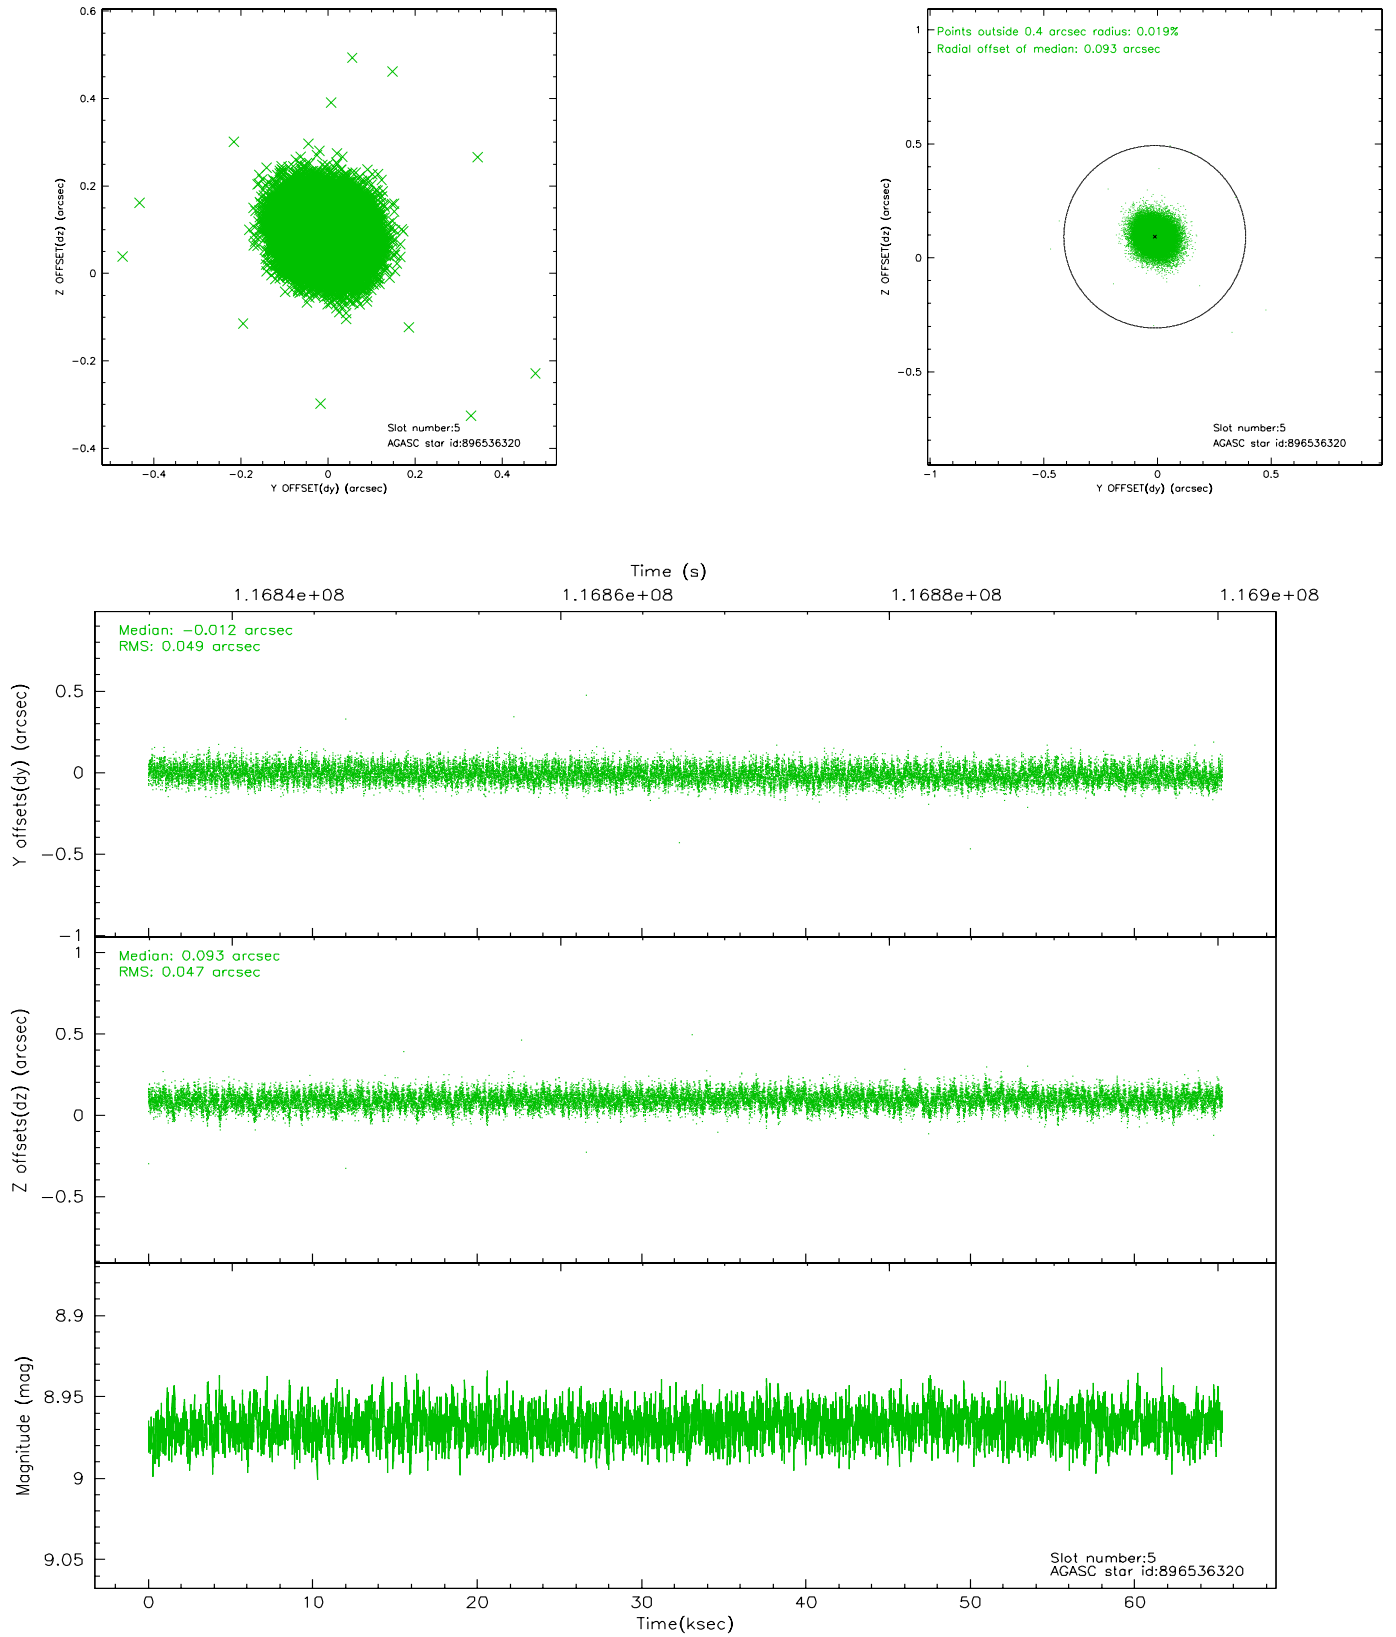 0.6
0.4
0.2
0
−0.2
−0.4
Z OFFSET(dz) (arcsec)
Slot number:5
AGASC star id:896536320
−0.4 −0.2 0 0.2 0.4
Y OFFSET(dy) (arcsec)
Points outside 0.4 arcsec radius: 0.019%
Radial offset of median: 0.093 arcsec
1
0.5
0
−0.5
Z OFFSET(dz) (arcsec)
Slot number:5
AGASC star id:896536320
−1 −0.5 0 0.5
Y OFFSET(dy) (arcsec)
Time (s)
1.1684e+08 1.1686e+08 1.1688e+08 1.169e+08
Median: −0.012 arcsec
RMS: 0.049 arcsec
0.5
0
−0.5
−1
Y offsets(dy) (arcsec)
Median: 0.093 arcsec
RMS: 0.047 arcsec
1
0.5
0
−0.5
Z offsets(dz) (arcsec)
8.9
8.95
9
9.05
Magnitude (mag)
Slot number:5
AGASC star id:896536320
0 10 20 30 40 50 60
Time(ksec)